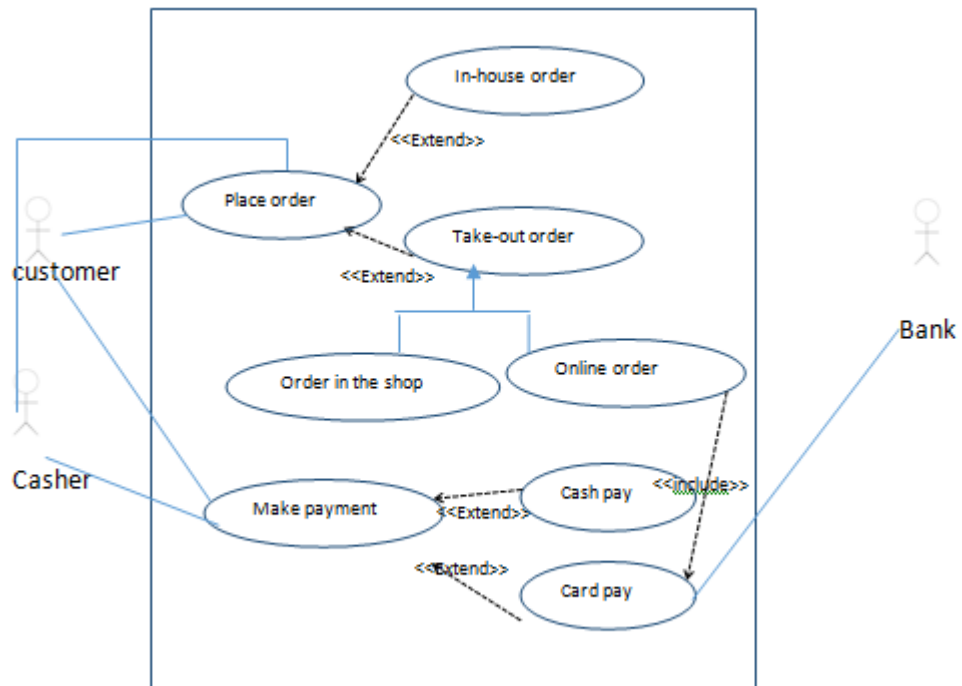 In-house order
<<Extend>>
Place order
Take-out order
<<Extend>>
customer
Bank
Order in the shop
Online order
Casher
Make payment
Cash pay
<<include>>
<<Extend>>
<<Extend>>
Card pay